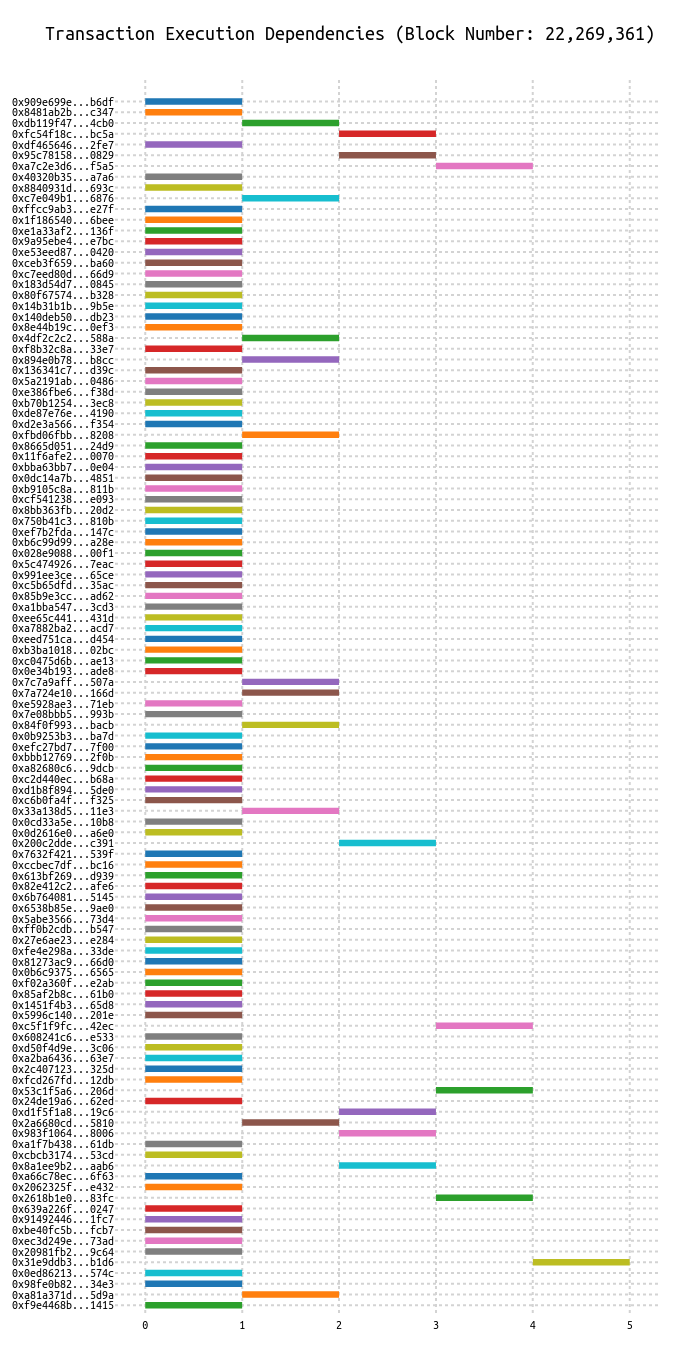 Transaction Execution Dependencies (Block Number: 22,269,361)
0x909e699e...b6df
0x8481ab2b...c347
0xdb119f47...4cb0
0xfc54f18c...bc5a
0xdf465646...2fe7
0x95c78158...0829
0xa7c2e3d6...f5a5
0x40320b35...a7a6
0x8840931d...693c
0xc7e049b1...6876
0xffcc9ab3...e27f
0x1f186540...6bee
0xe1a33af2...136f
0x9a95ebe4...e7bc
0xe53eed87...0420
0xceb3f659...ba60
0xc7eed80d...66d9
0x183d54d7...0845
0x80f67574...b328
0x14b31b1b...9b5e
0x140deb50...db23
0x8e44b19c...0ef3
0x4df2c2c2...588a
0xf8b32c8a...33e7
0x894e0b78...b8cc
0x136341c7...d39c
0x5a2191ab...0486
0xe386fbe6...f38d
0xb70b1254...3ec8
0xde87e76e...4190
0xd2e3a566...f354
0xfbd06fbb...8208
0x8665d051...24d9
0x11f6afe2...0070
0xbba63bb7...0e04
0x0dc14a7b...4851
0xb9105c8a...811b
0xcf541238...e093
0x8bb363fb...20d2
0x750b41c3...810b
0xef7b2fda...147c
0xb6c99d99...a28e
0x028e9088...00f1
0x5c474926...7eac
0x991ee3ce...65ce
0xc5b65dfd...35ac
0x85b9e3cc...ad62
0xa1bba547...3cd3
0xee65c441...431d
0xa7882ba2...acd7
0xeed751ca...d454
0xb3ba1018...02bc
0xc0475d6b...ae13
0x0e34b193...ade8
0x7c7a9aff...507a
0x7a724e10...166d
0xe5928ae3...71eb
0x7e08bbb5...993b
0x84f0f993...bacb
0x0b9253b3...ba7d
0xefc27bd7...7f00
0xbbb12769...2f0b
0xa82680c6...9dcb
0xc2d440ec...b68a
0xd1b8f894...5de0
0xc6b0fa4f...f325
0x33a138d5...11e3
0x0cd33a5e...10b8
0x0d2616e0...a6e0
0x200c2dde...c391
0x7632f421...539f
0xccbec7df...bc16
0x613bf269...d939
0x82e412c2...afe6
0x6b764081...5145
0x6538b85e...9ae0
0x5abe3566...73d4
0xff0b2cdb...b547
0x27e6ae23...e284
0xfe4e298a...33de
0x81273ac9...66d0
0x0b6c9375...6565
0xf02a360f...e2ab
0x85af2b8c...61b0
0x1451f4b3...65d8
0x5996c140...201e
0xc5f1f9fc...42ec
0x608241c6...e533
0xd50f4d9e...3c06
0xa2ba6436...63e7
0x2c407123...325d
0xfcd267fd...12db
0x53c1f5a6...206d
0x24de19a6...62ed
0xd1f5f1a8...19c6
0x2a6680cd...5810
0x983f1064...8006
0xa1f7b438...61db
0xcbcb3174...53cd
0x8a1ee9b2...aab6
0xa66c78ec...6f63
0x2062325f...e432
0x2618b1e0...83fc
0x639a226f...0247
0x91492446...1fc7
0xbe40fc5b...fcb7
0xec3d249e...73ad
0x20981fb2...9c64
0x31e9ddb3...b1d6
0x0ed86213...574c
0x98fe0b82...34e3
0xa81a371d...5d9a
0xf9e4468b...1415
0 1 2 3 4 5